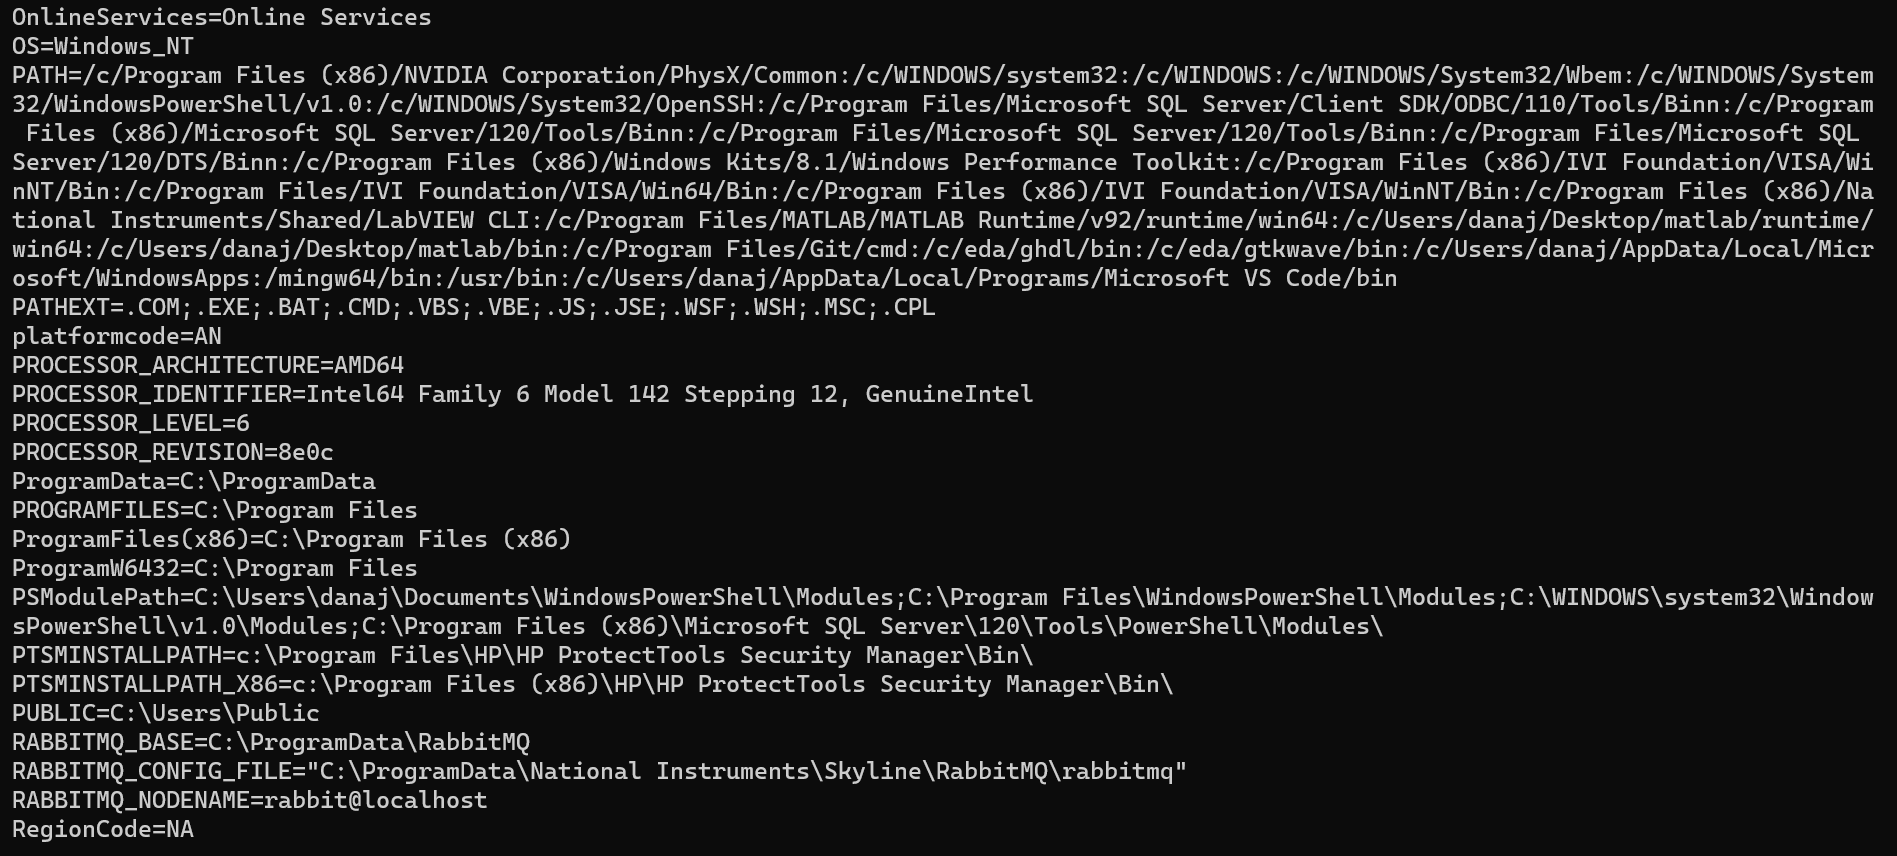 OnlineServices=Online Services
OS=Windows_NT
PATH=/c/Program Files (x86)/NVIDIA Corporation/PhysX/Common:/c/WINDOWS/system32:/c/WINDOWS:/c/WINDOWS/System32/Wbem:/c/WINDOWS/System
32/WindowsPowerShell/v1.0:/c/WINDOWS/System32/OpenSSH:/c/Program Files/Microsoft SQL Server/Client SDK/ODBC/110/Tools/Binn:/c/Program
 Files (x86)/Microsoft SQL Server/120/Tools/Binn:/c/Program Files/Microsoft SQL Server/120/Tools/Binn:/c/Program Files/Microsoft SQL
Server/120/DTS/Binn:/c/Program Files (x86)/Windows Kits/8.1/Windows Performance Toolkit:/c/Program Files (x86)/IVI Foundation/VISA/Wi
nNT/Bin:/c/Program Files/IVI Foundation/VISA/Win64/Bin:/c/Program Files (x86)/IVI Foundation/VISA/WinNT/Bin:/c/Program Files (x86)/Na
tional Instruments/Shared/LabVIEW CLI:/c/Program Files/MATLAB/MATLAB Runtime/v92/runtime/win64:/c/Users/danaj/Desktop/matlab/runtime/
win64:/c/Users/danaj/Desktop/matlab/bin:/c/Program Files/Git/cmd:/c/eda/ghdl/bin:/c/eda/gtkwave/bin:/c/Users/danaj/AppData/Local/Micr
osoft/WindowsApps:/mingw64/bin:/usr/bin:/c/Users/danaj/AppData/Local/Programs/Microsoft VS Code/bin
PATHEXT=.COM;.EXE;.BAT;.CMD;.VBS;.VBE;.JS;.JSE;.WSF;.WSH;.MSC;.CPL
platformcode=AN
PROCESSOR_ARCHITECTURE=AMD64
PROCESSOR_IDENTIFIER=Intel64 Family 6 Model 142 Stepping 12, GenuineIntel
PROCESSOR_LEVEL=6
PROCESSOR_REVISION=8e0c
ProgramData=C:\ProgramData
PROGRAMFILES=C:\Program Files
ProgramFiles(x86)=C:\Program Files (x86)
ProgramW6432=C:\Program Files
PSModulePath=C:\Users\danaj\Documents\WindowsPowerShell\Modules;C:\Program Files\WindowsPowerShell\Modules;C:\WINDOWS\system32\Window
sPowerShell\v1.0\Modules;C:\Program Files (x86)\Microsoft SQL Server\120\Tools\PowerShell\Modules\
PTSMINSTALLPATH=c:\Program Files\HP\HP ProtectTools Security Manager\Bin\
PTSMINSTALLPATH_X86=c:\Program Files (x86)\HP\HP ProtectTools Security Manager\Bin\
PUBLIC=C:\Users\Public
RABBITMQ_BASE=C:\ProgramData\RabbitMQ
RABBITMQ_CONFIG_FILE="C:\ProgramData\National Instruments\Skyline\RabbitMQ\rabbitmq"
RABBITMQ_NODENAME=rabbit@localhost
RegionCode=NA